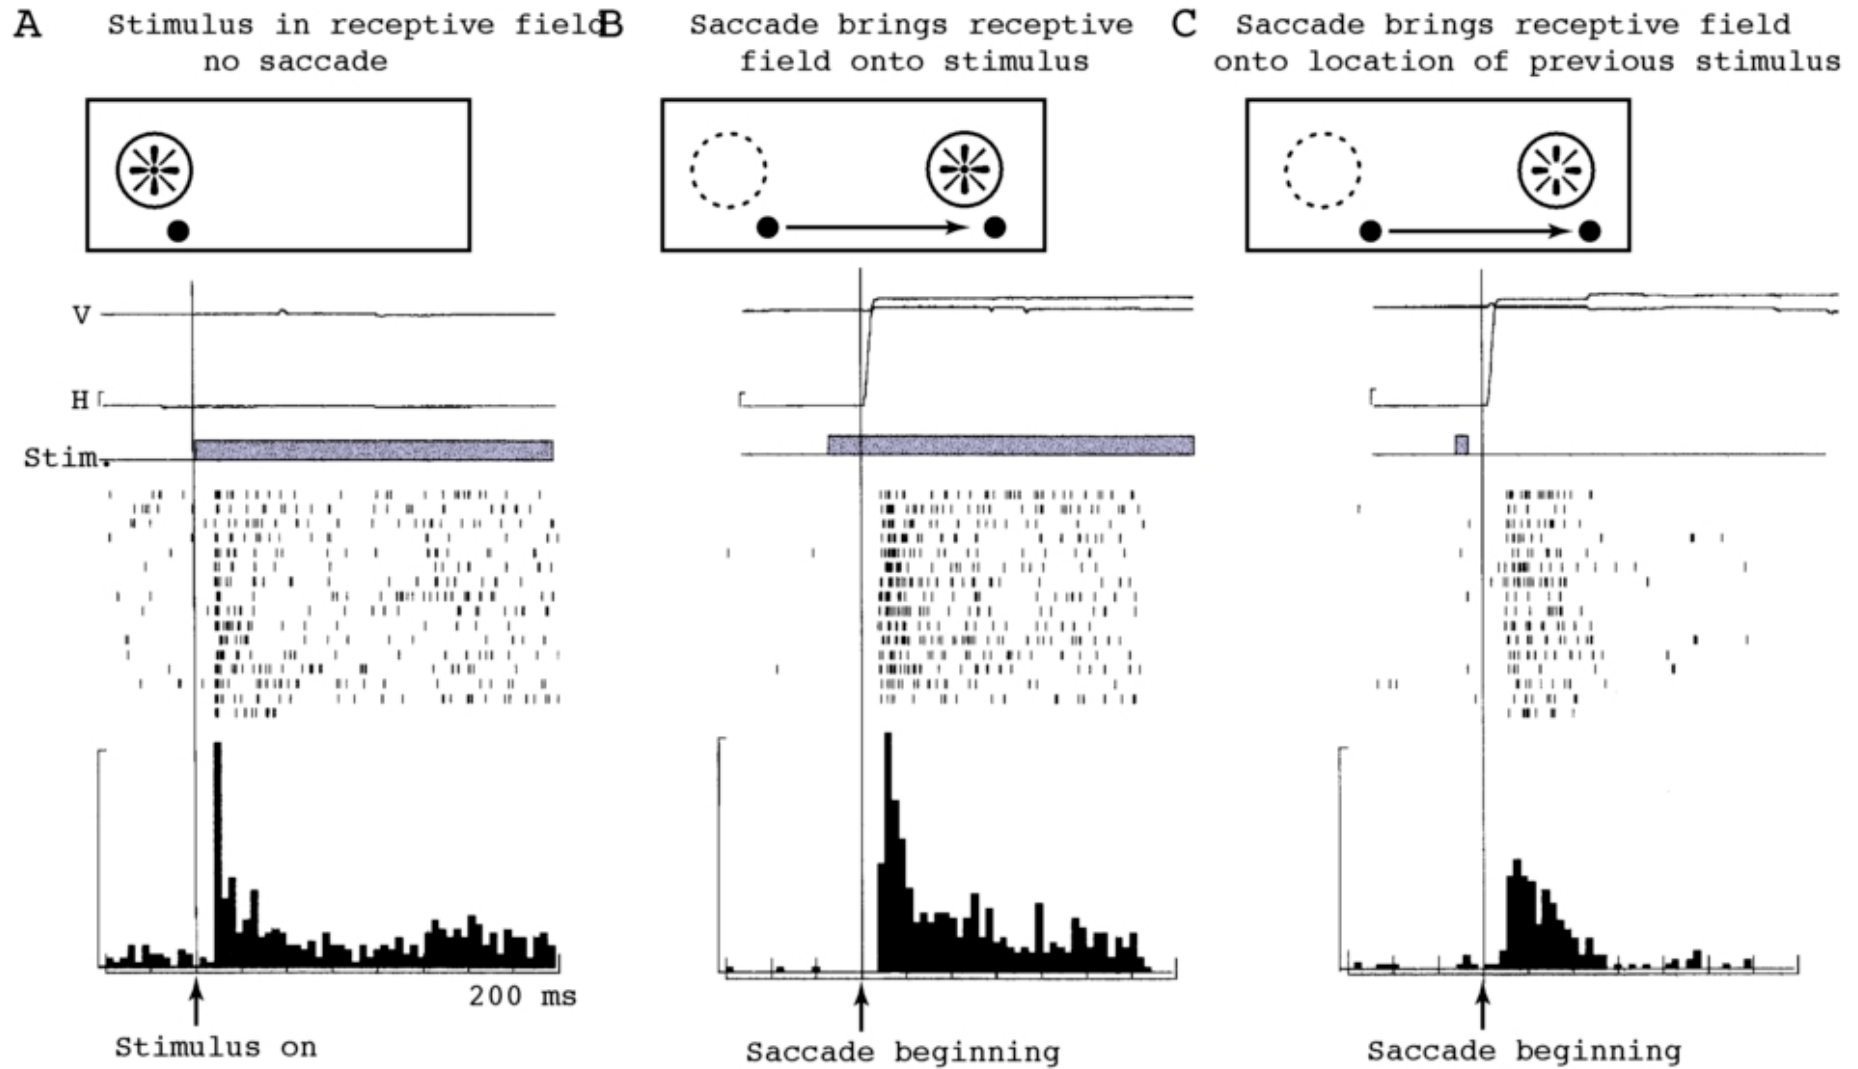 A
Stimulus in receptive field
no saccade
B
Saccade brings receptive
field onto stimulus
C
Saccade brings receptive field
onto location of previous stimulus
V
H
Stim.
200 ms
Stimulus on
Saccade beginning
Saccade beginning